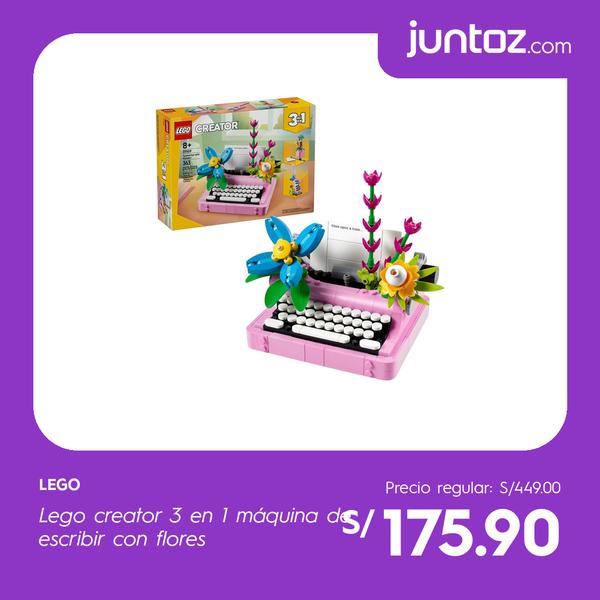 juntoz.com
LEGO CREATOR
3in1
8+
363
LEGO
Precio regular: S/449.00
Lego creator 3 en 1 máquina de
escribir con flores
S/175.90